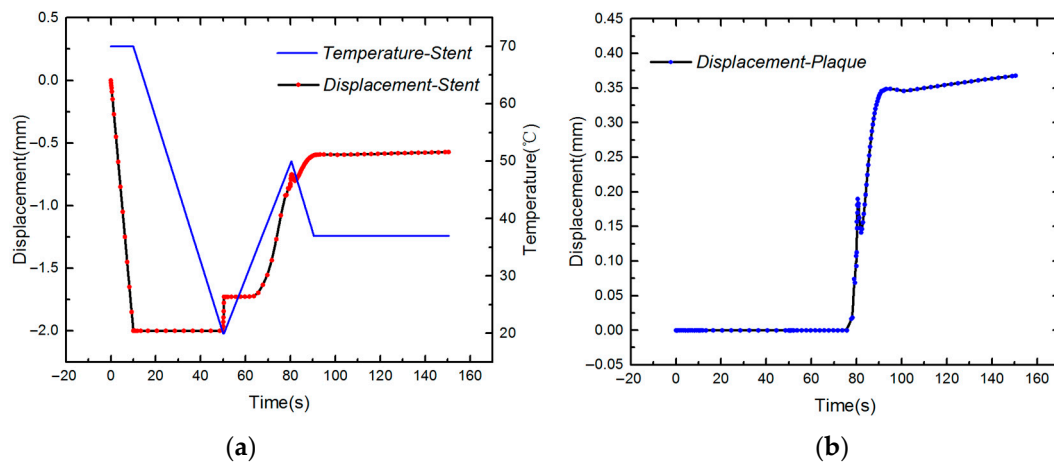 0.5
0.0
−0.5
−1.0
−1.5
−2.0
Displacement(mm)
Temperature-Stent
Displacement-Stent
70
60
50
40
30
20
Temperature(℃)
−20 0 20 40 60 80 100 120 140 160
Time(s)
(a)
0.45
0.40
0.35
0.30
0.25
0.20
0.15
0.10
0.05
0.00
−0.05
Displacement(mm)
Displacement-Plaque
−20 0 20 40 60 80 100 120 140 160
Time(s)
(b)